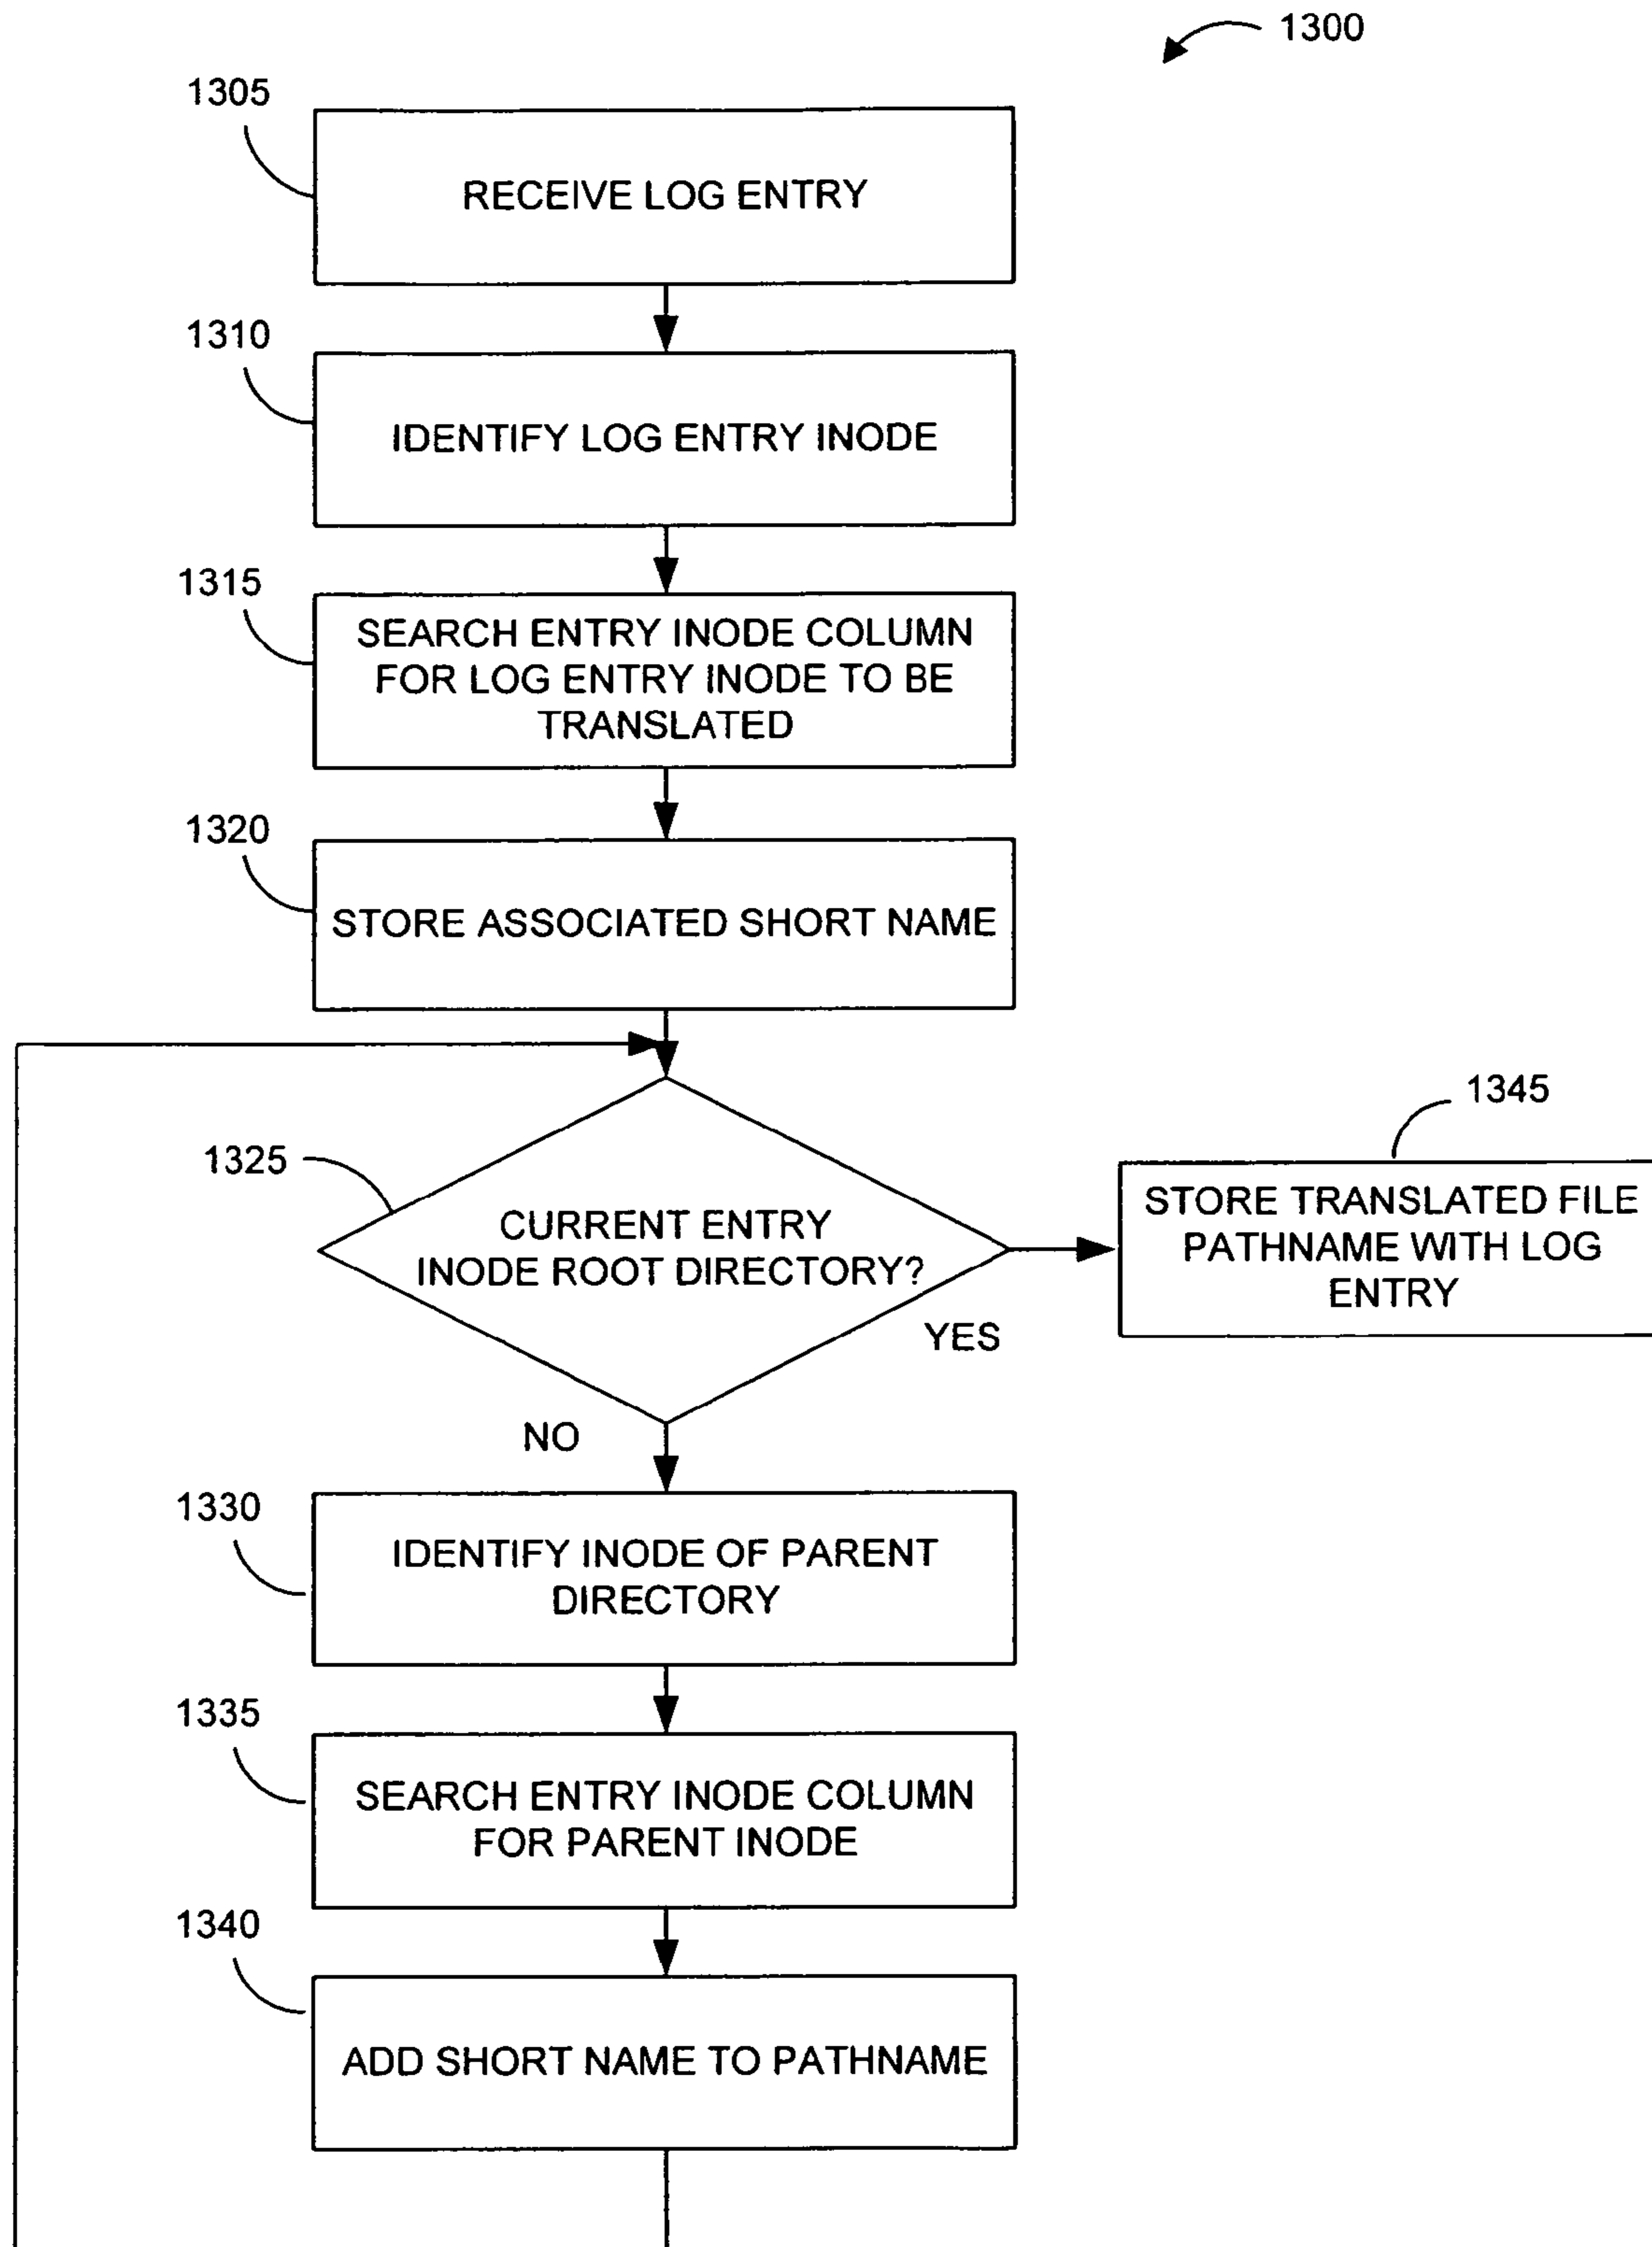 1300
1305
RECEIVE LOG ENTRY
1310
IDENTIFY LOG ENTRY INODE
1315
SEARCH ENTRY INODE COLUMN
FOR LOG ENTRY INODE TO BE
TRANSLATED
1320
STORE ASSOCIATED SHORT NAME
1325
CURRENT ENTRY
INODE ROOT DIRECTORY?
YES
NO
1345
STORE TRANSLATED FILE
PATHNAME WITH LOG
ENTRY
1330
IDENTIFY INODE OF PARENT
DIRECTORY
1335
SEARCH ENTRY INODE COLUMN
FOR PARENT INODE
1340
ADD SHORT NAME TO PATHNAME